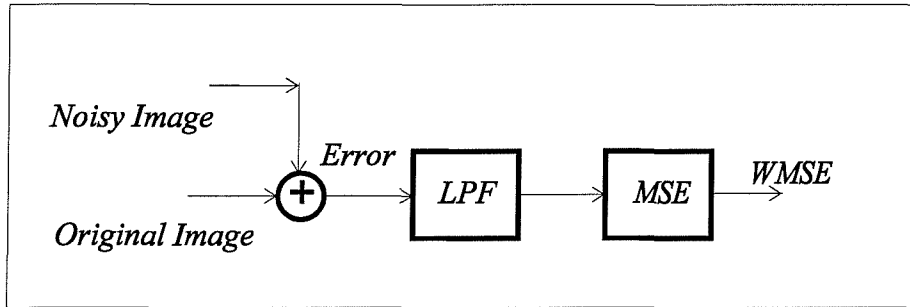 Noisy Image
Error
+
LPF
MSE
WMSE
Original Image